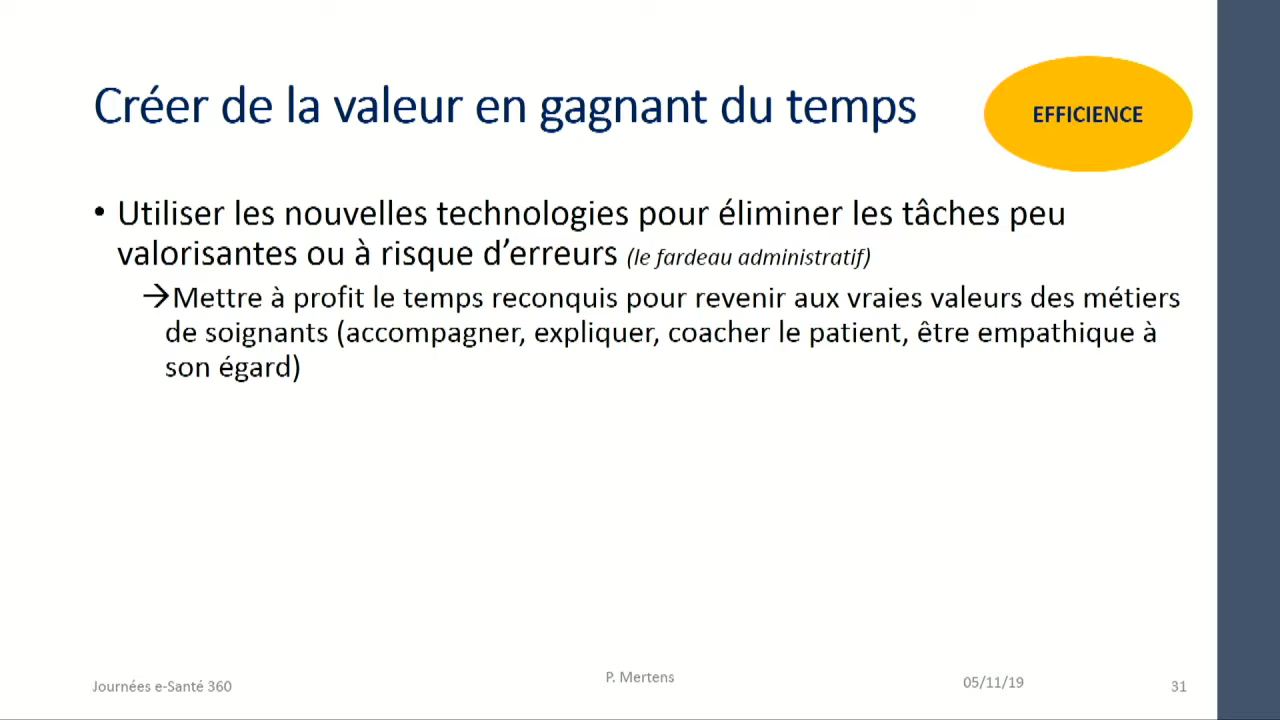 Créer de la valeur en gagnant du temps
EFFICIENCE
• Utiliser les nouvelles technologies pour éliminer les tâches peu
valorisantes ou à risque d’erreurs (le fardeau administratif)
→Mettre à profit le temps reconquis pour revenir aux vraies valeurs des métiers
de soignants (accompagner, expliquer, coacher le patient, être empathique à
son égard)
Journées e-Santé 360
P. Mertens
05/11/19
31